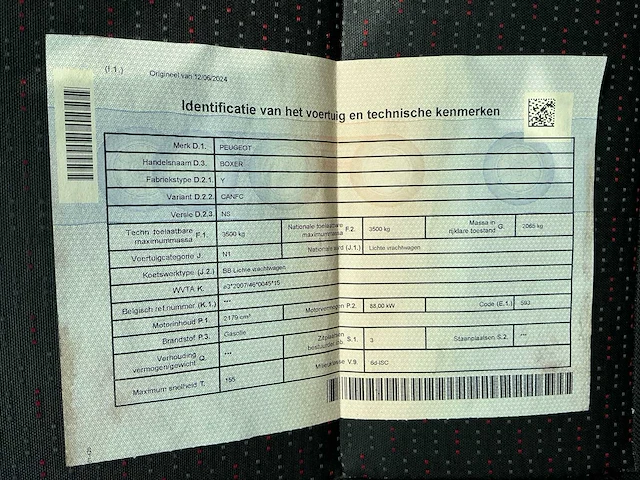 (I.1.) Origineel van 12/06/2024
Identificatie van het voertuig en technische kenmerken
Merk D.1. PEUGEOT
Handelsnaam D.3. BOXER
Fabriekstype D.2.1. Y
Variant D.2.2. CANFC
Versie D.2.3. NS
Techn. toelaatbare maximummassa F.1. 3500 kg Nationale toelaatbare maximummassa F.2. 3500 kg Massa in rijklare toestand G. 2065 kg
Voertuigcategorie J. N1 Nationale aard (J.1.) Lichte vrachtwagen
Koetswerktype (J.2.) BB Lichte vrachtwagen
WVTA K. e3*2007/46*0045*15
Belgisch ref.nummer (K.1.) ---
Motorinhoud P.1. 2179 cm³ Motorvermogen P.2. 88,00 kW Code (E.1.) 593
Brandstof P.3. Gasolie
Verhouding vermogen/gewicht Q. --- Zitplaatsen S.1. 3 Staanplaatsen S.2. ---
Maximum snelheid T. 155 V.9. 6d-ISC